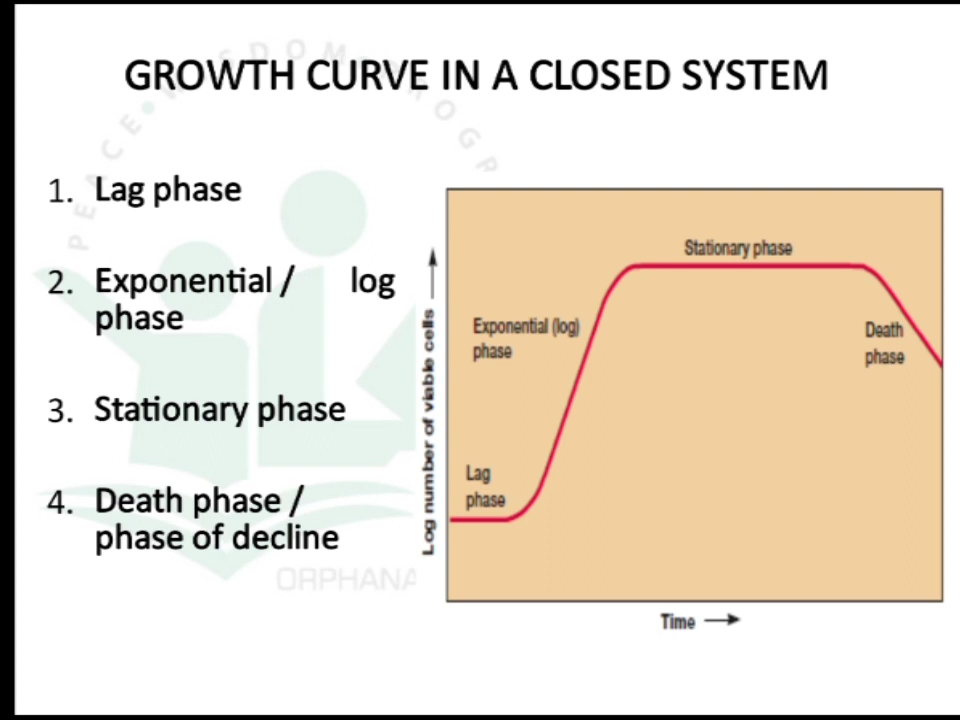 GROWTH CURVE IN A CLOSED SYSTEM
1. Lag phase
2. Exponential / log
phase
3. Stationary phase
4. Death phase /
phase of decline
Log number of viable cells
Stationary phase
Exponential (log)
phase
Death
phase
Lag
phase
Time
PEACE
ORPHANA